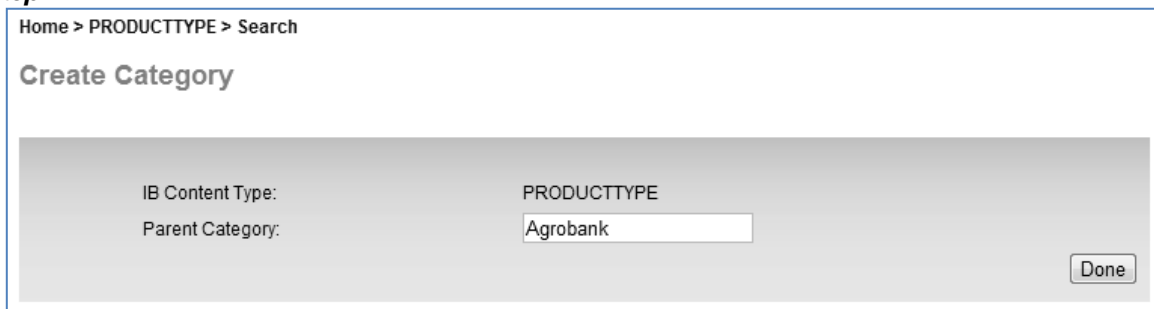 Home > PRODUCTTYPE > Search
Create Category
IB Content Type: PRODUCTTYPE
Parent Category: Agrobank
Done